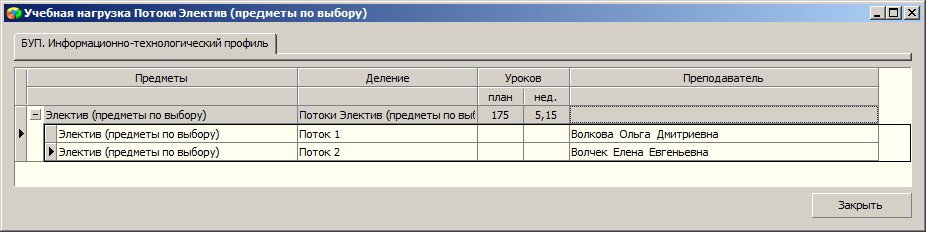 Учебная нагрузка Потоки Электив (предметы по выбору)
БУП. Информационно-технологический профиль
Предметы Деление Уроков Преподаватель
план нед.
Электив (предметы по выбору) Потоки Электив (предметы по выб 175 5,15
Электив (предметы по выбору) Поток 1 Волкова Ольга Дмитриевна
Электив (предметы по выбору) Поток 2 Волчек Елена Евгеньевна
Закрыть